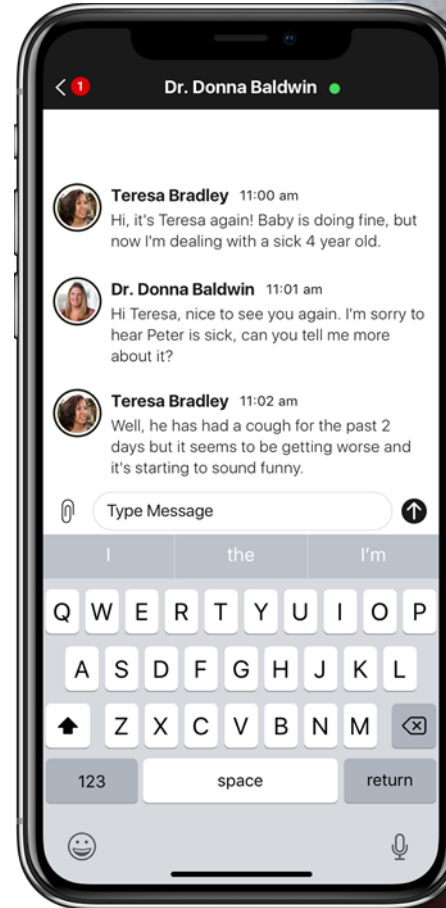 1
Dr. Donna Baldwin
Teresa Bradley 11:00 am
Hi, it's Teresa again! Baby is doing fine, but
now I'm dealing with a sick 4 year old.
Dr. Donna Baldwin 11:01 am
Hi Teresa, nice to see you again. I'm sorry to
hear Peter is sick, can you tell me more
about it?
Teresa Bradley 11:02 am
Well, he has had a cough for the past 2
days but it seems to be getting worse and
it's starting to sound funny.
Type Message
I the I'm
Q W E R T Y U I O P
A S D F G H J K L
Z X C V B N M
123 space return